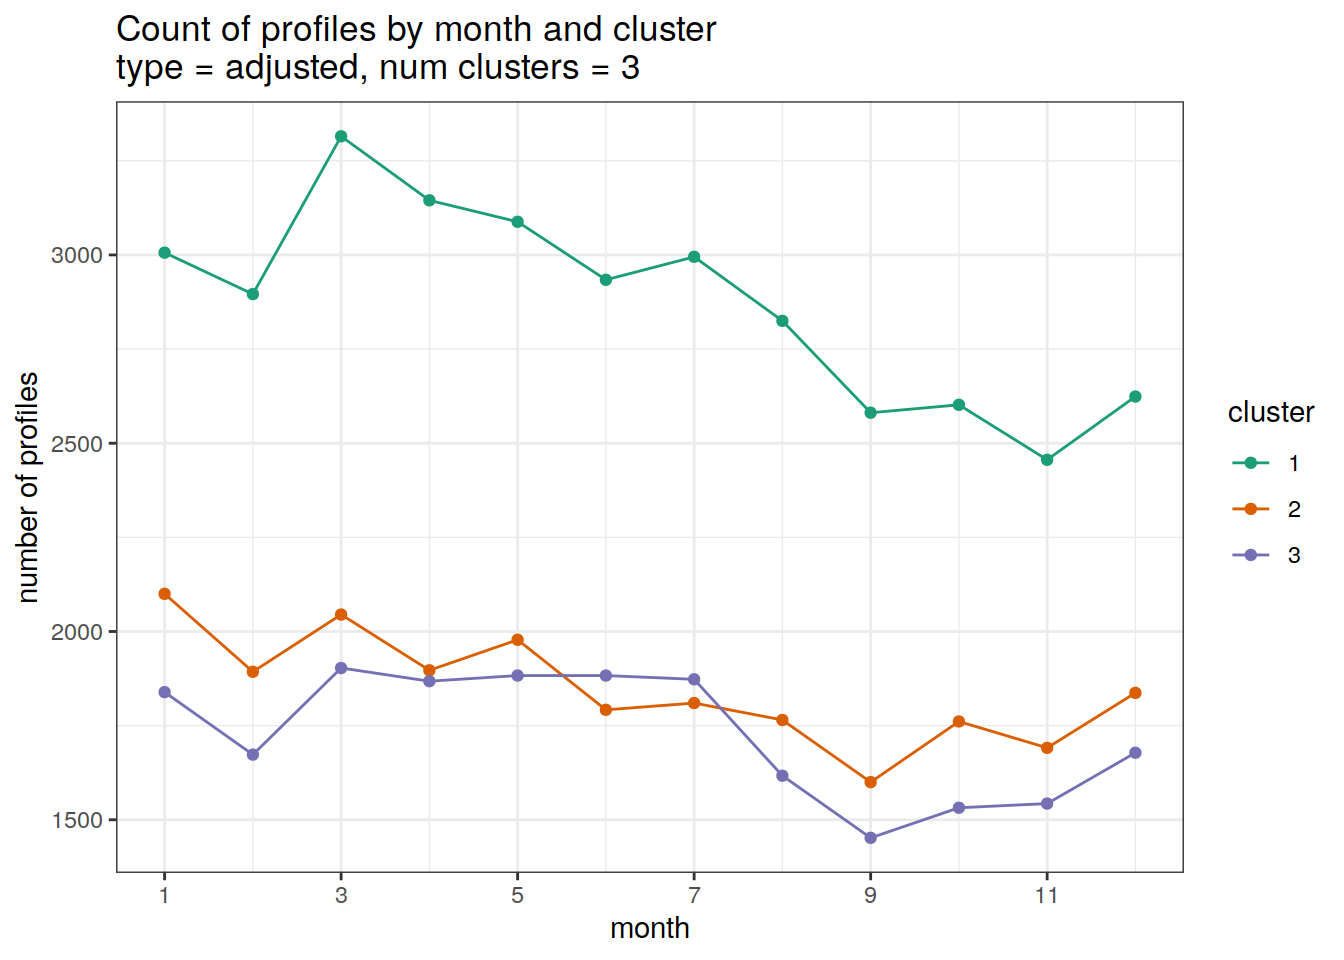 Count of profiles by month and cluster
type = adjusted, num clusters = 3
number of profiles
3000
2500
2000
1500
1 3 5 7 9 11
month
cluster
1
2
3